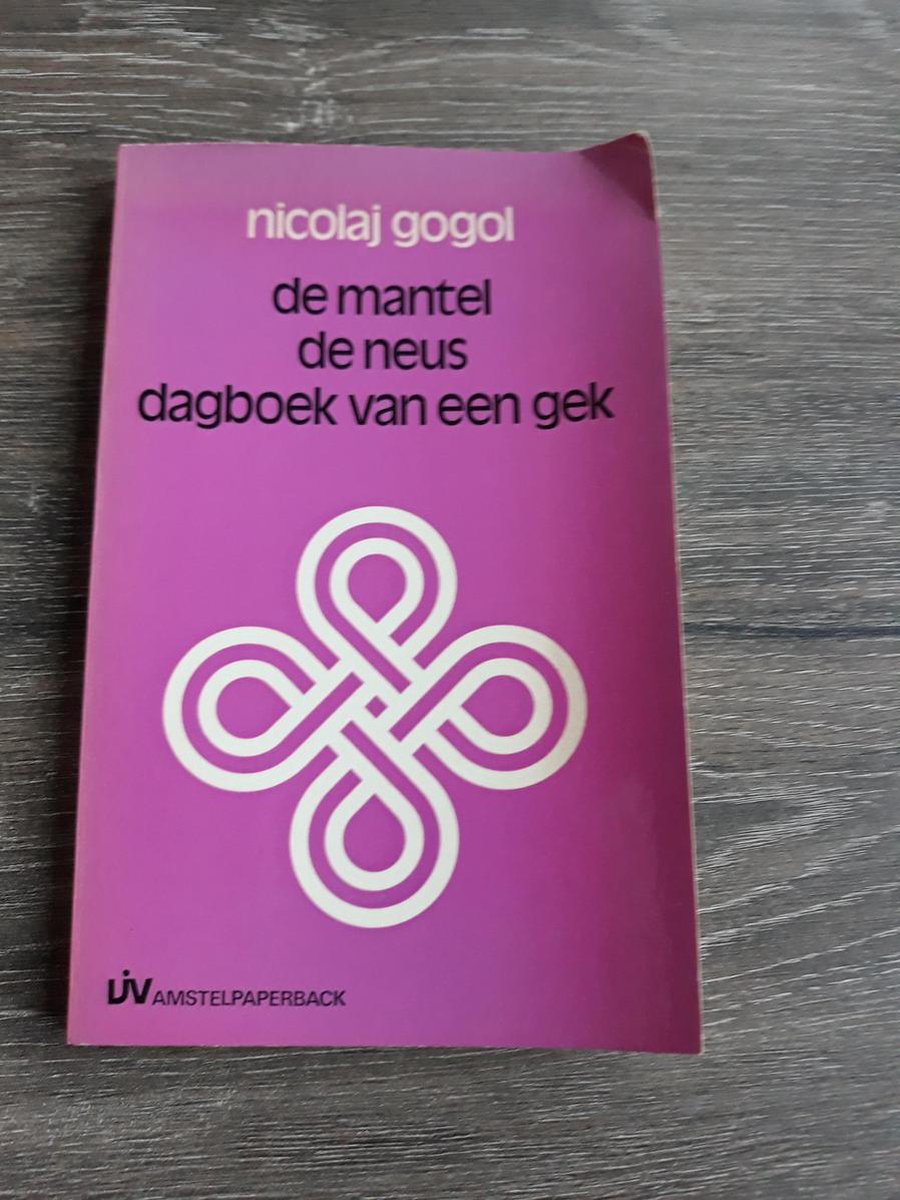 nicolaj gogol
de mantel
de neus
dagboek van een gek
AMSTELPAPERBACK